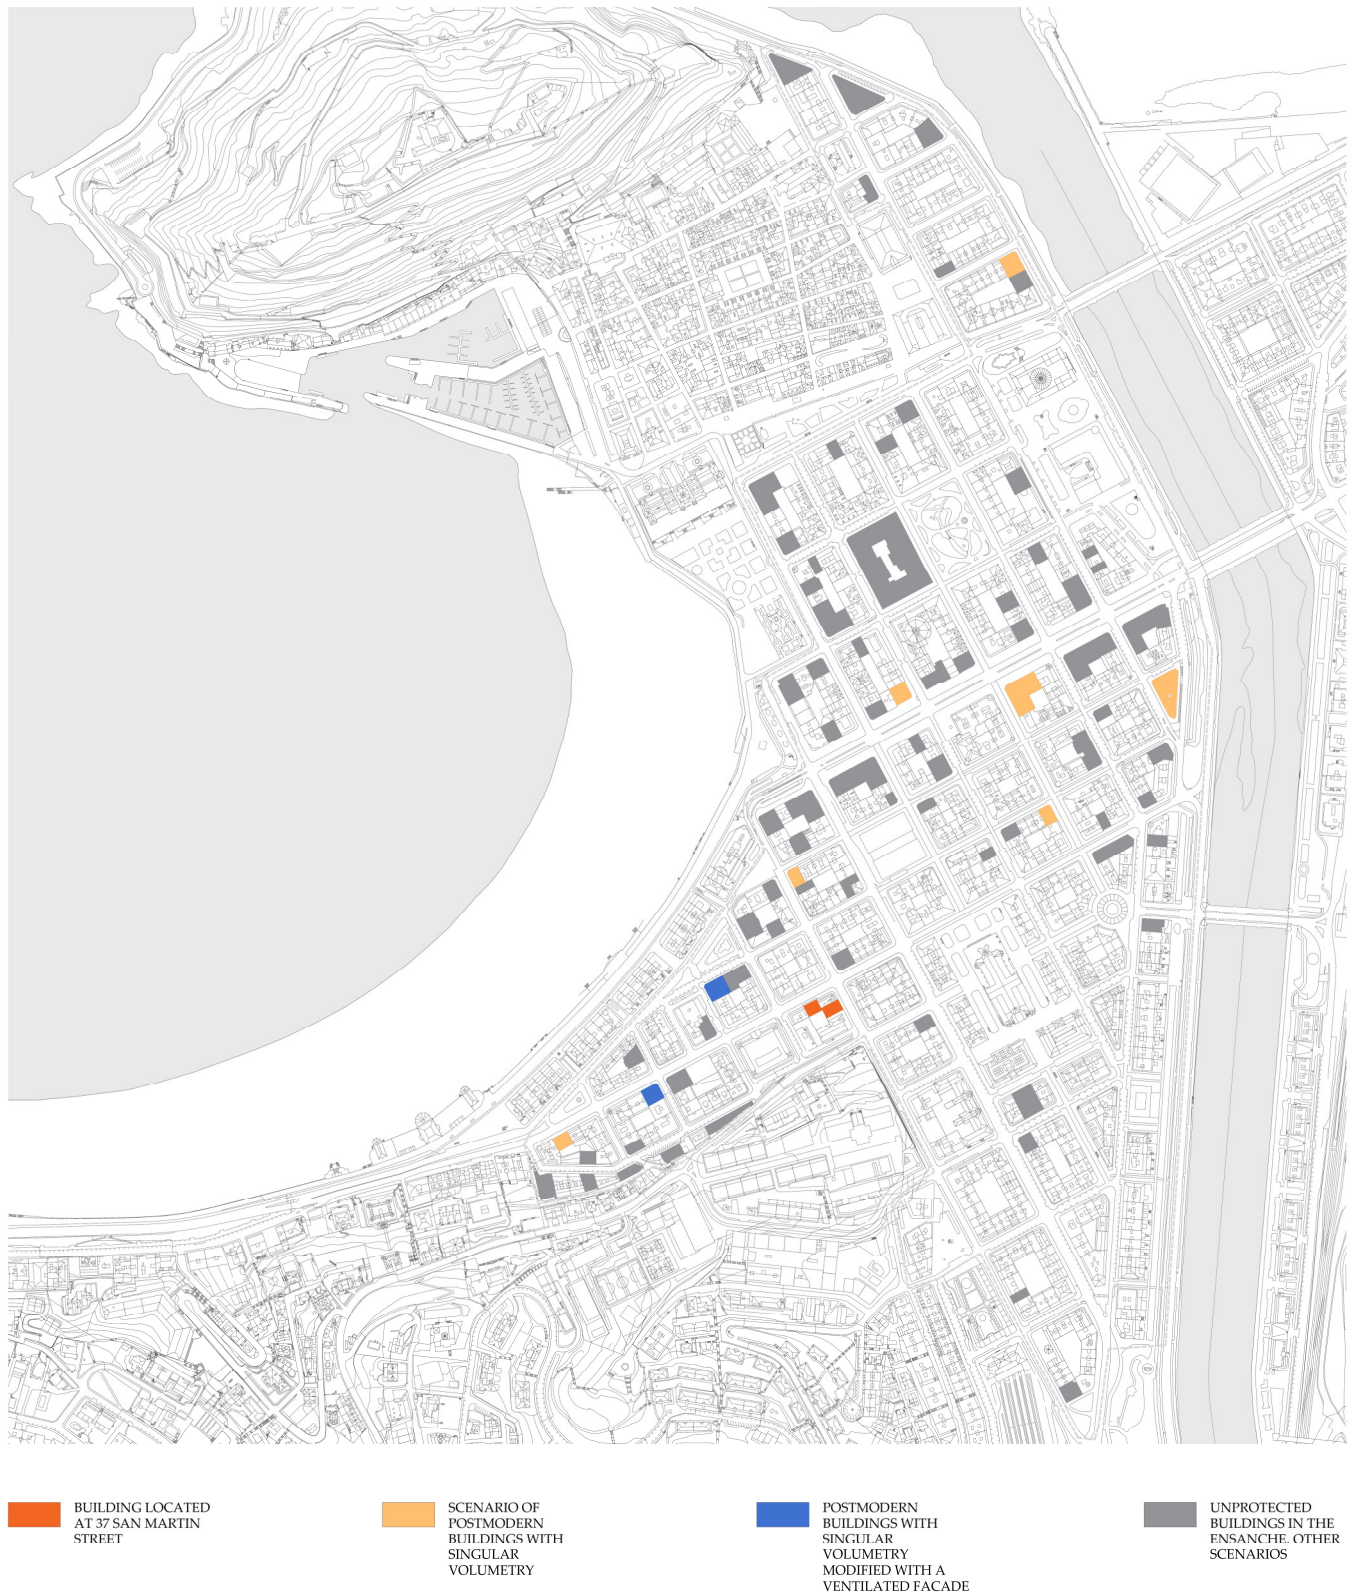 BUILDING LOCATED
AT 37 SAN MARTIN
STREET
SCENARIO OF
POSTMODERN
BUILDINGS WITH
SINGULAR
VOLUMETRY
POSTMODERN
BUILDINGS WITH
SINGULAR
VOLUMETRY
MODIFIED WITH A
VENTILATED FACADE
UNPROTECTED
BUILDINGS IN THE
ENSANCHE. OTHER
SCENARIOS